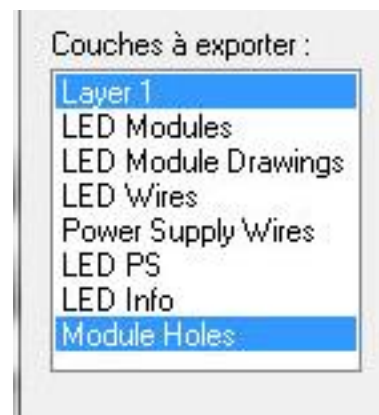 Couches à exporter :
Layer 1
LED Modules
LED Module Drawings
LED Wires
Power Supply Wires
LED PS
LED Info
Module Holes